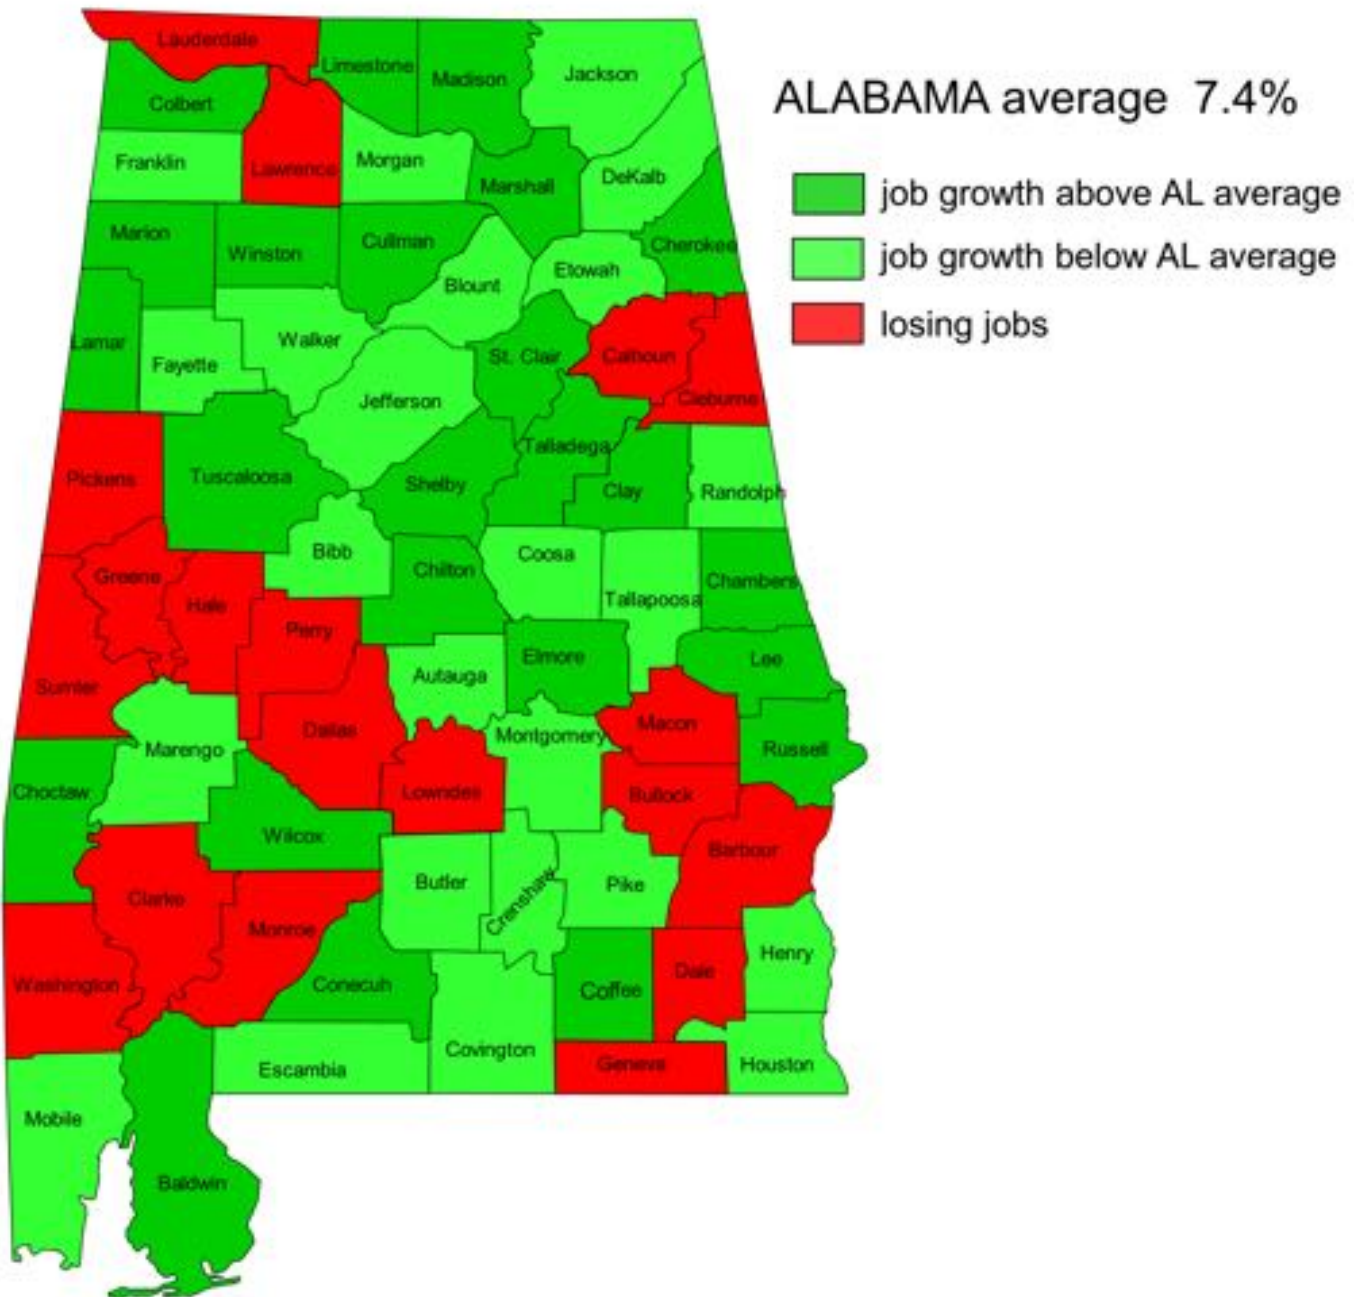 ALABAMA average 7.4%
job growth above AL average
job growth below AL average
losing jobs
Lauderdale
Limestone
Madison
Jackson
Colbert
Franklin
Lawrence
Morgan
Marshall
DeKalb
Marion
Winston
Cullman
Cherokee
Blount
Etowah
Lamar
Fayette
Walker
St. Clair
Calhoun
Cleburne
Jefferson
Pickens
Tuscaloosa
Shelby
Talladega
Clay
Randolph
Bibb
Chilton
Coosa
Tallapoosa
Chambers
Greene
Hale
Perry
Sumter
Autauga
Elmore
Lee
Marengo
Dallas
Montgomery
Macon
Russell
Choctaw
Wilcox
Lowndes
Bullock
Barbour
Clarke
Butler
Crenshaw
Pike
Monroe
Washington
Conecuh
Coffee
Dale
Henry
Escambia
Covington
Geneva
Houston
Mobile
Baldwin